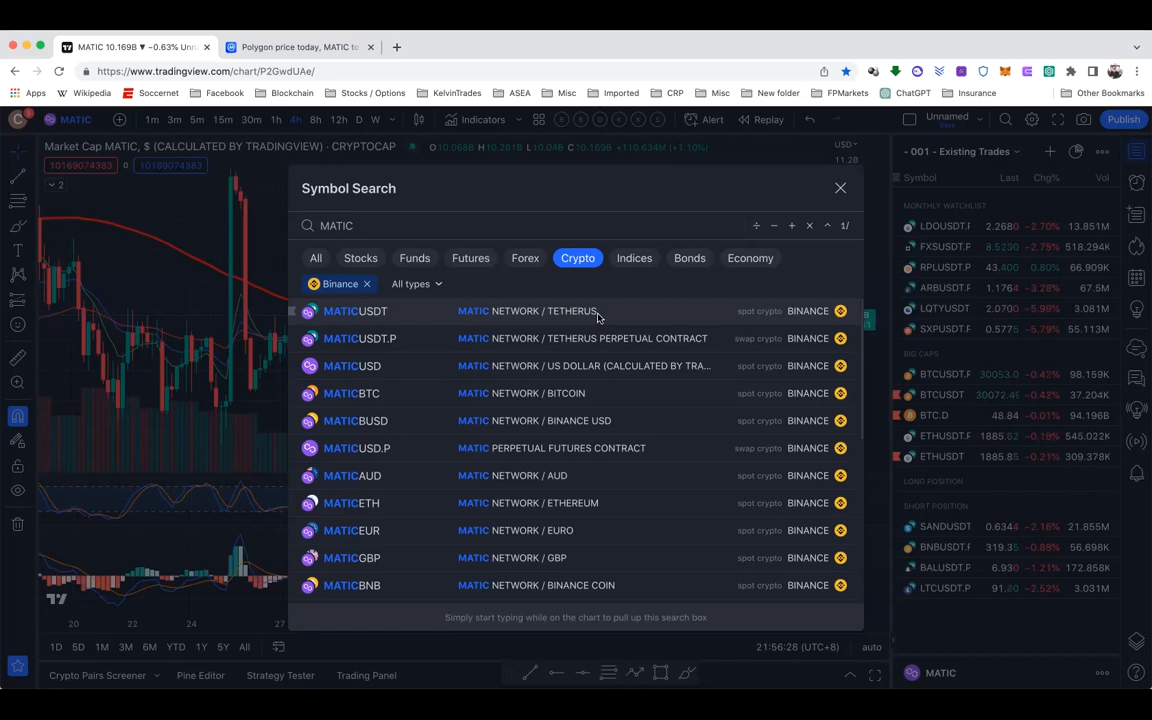 MATIC 10.169B ▼ −0.63% Unn
Polygon price today, MATIC to
https://www.tradingview.com/chart/P2GwdUAe/
Apps Wikipedia Soccernet Facebook Blockchain Stocks / Options KelvinTrades ASEA Misc Imported CRP Misc New folder FPMarkets ChatGPT Insurance Other Bookmarks
C MATIC 1m 3m 5m 15m 30m 1h 4h 8h 12h D W Indicators Alert Replay Unnamed Save Publish
Market Cap MATIC, $ (CALCULATED BY TRADINGVIEW) · CRYPTOCAP O10.068B H10.261B L10.04B C10.169B +110.634M (+1.10%) USD
10169074383 0 10169074383 11.2B
2
- 001 - Existing Trades
Symbol Last Chg% Vol
MONTHLY WATCHLIST
LDOUSDT.P 2.2680 -2.70% 13.851M
FXSUSDT.P 8.5230 -2.75% 518.294K
RPLUSDT.P 43.400 0.80% 66.909K
ARBUSDT.P 1.1764 -3.28% 67.5M
LQTYUSDT 0 -5.99% 55.113M
SXPUSDT.P 0.5775 -5.79% 55.113M
BIG CAPS
BTCUSDT.P 30053.0 -0.42% 98.159K
BTCUSDT 30072.49 -0.42% 37.204K
BTC.D 48.84 -0.01% 94.196B
ETHUSDT.P 1885.62 -0.18% 545.022K
ETHUSDT 1885.85 -0.21% 309.378K
LONG POSITION
SHORT POSITION
SANDUSDT 0.6344 -2.16% 21.855M
BNBUSDT.P 319.35 -0.88% 56.698K
BALUSDT.P 6.930 -1.21% 172.858K
LTCUSDT.P 91.80 -2.52% 3.031M
MATIC
Symbol Search
MATIC 1/
All Stocks Funds Futures Forex Crypto Indices Bonds Economy
Binance All types
MATICUSDT MATIC NETWORK / TETHERUS spot crypto BINANCE
MATICUSDT.P MATIC NETWORK / TETHERUS PERPETUAL CONTRACT swap crypto BINANCE
MATICUSD MATIC NETWORK / US DOLLAR (CALCULATED BY TRA... spot crypto BINANCE
MATICBTC MATIC NETWORK / BITCOIN spot crypto BINANCE
MATICBUSD MATIC NETWORK / BINANCE USD spot crypto BINANCE
MATICUSD.P MATIC PERPETUAL FUTURES CONTRACT swap crypto BINANCE
MATICAUD MATIC NETWORK / AUD spot crypto BINANCE
MATICETH MATIC NETWORK / ETHEREUM spot crypto BINANCE
MATICEUR MATIC NETWORK / EURO spot crypto BINANCE
MATICGBP MATIC NETWORK / GBP spot crypto BINANCE
MATICBNB MATIC NETWORK / BINANCE COIN spot crypto BINANCE
Simply start typing while on the chart to pull up this search box
20 22 24 27
1D 5D 1M 3M 6M YTD 1Y 5Y All 21:56:28 (UTC+8) auto
Crypto Pairs Screener Pine Editor Strategy Tester Trading Panel